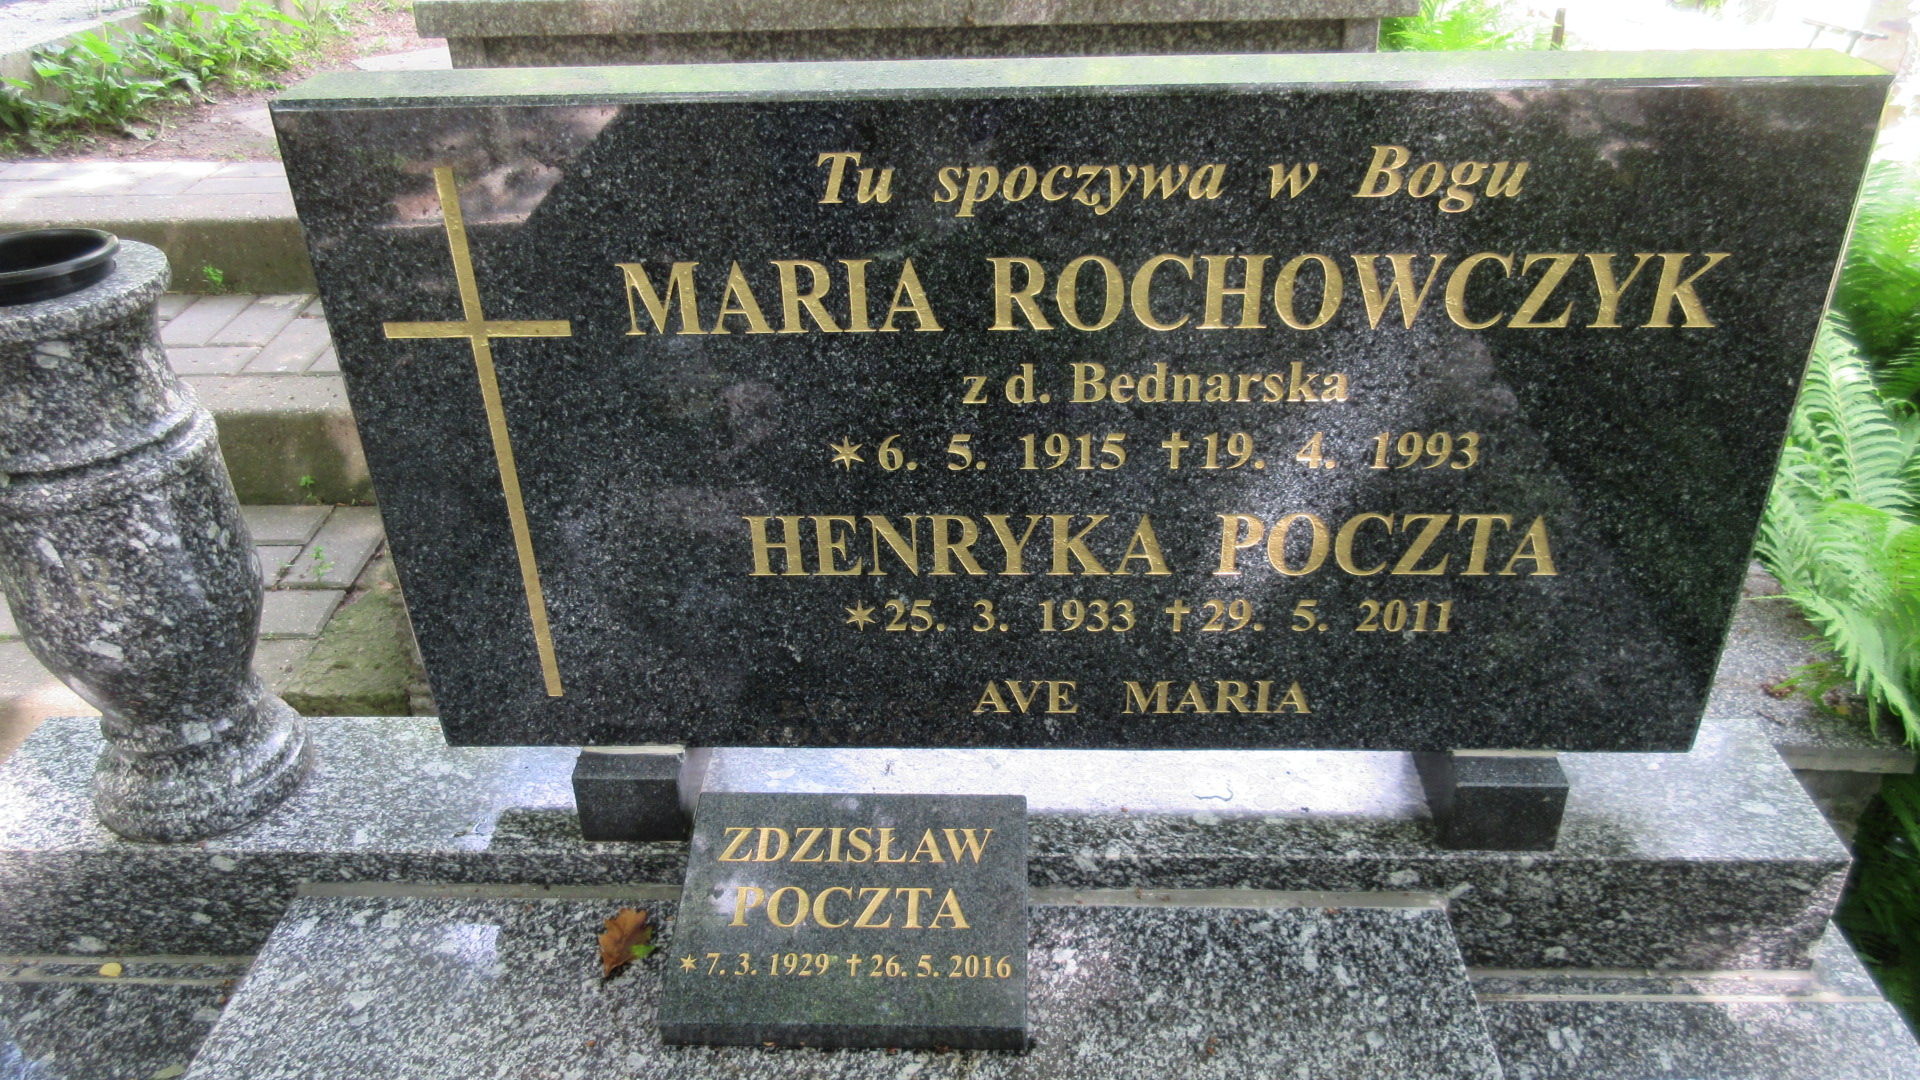 Tu spoczywa w Bogu
MARIA ROCHOWCZYK
z d. Bednarska
✶6. 5. 1915 ✝19. 4. 1993
HENRYKA POCZTA
✶25. 3. 1933 ✝29. 5. 2011
AVE MARIA
ZDZISŁAW
POCZTA
✶7. 3. 1929 ✝26. 5. 2016